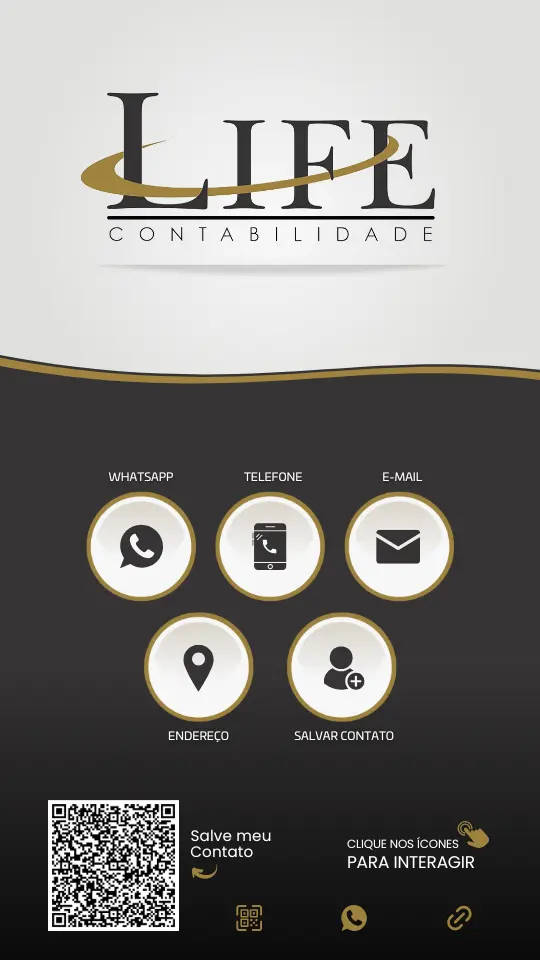 LIFE
CONTABILIDADE
WHATSAPP
TELEFONE
E-MAIL
ENDEREÇO
SALVAR CONTATO
Salve meu
Contato
CLIQUE NOS ÍCONES
PARA INTERAGIR